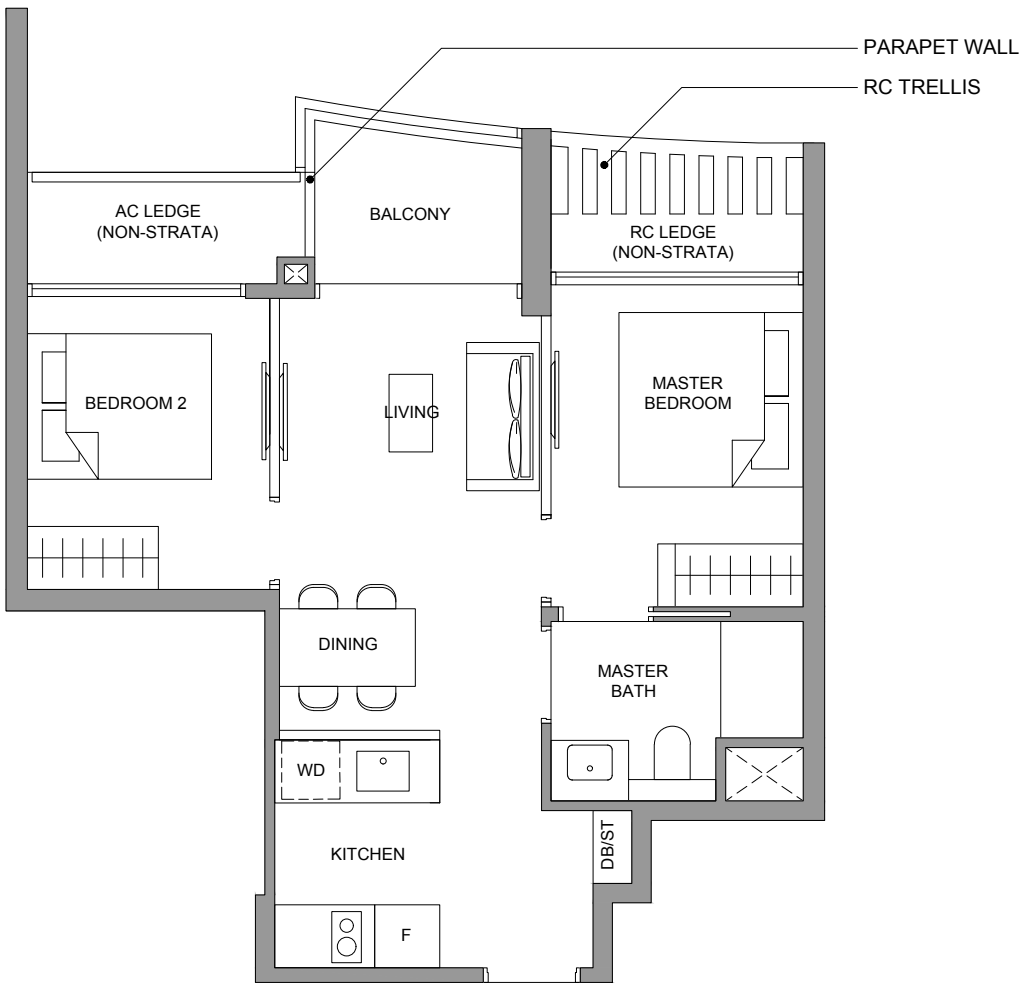 PARAPET WALL
RC TRELLIS
AC LEDGE
(NON-STRATA)
BALCONY
RC LEDGE
(NON-STRATA)
BEDROOM 2
LIVING
MASTER
BEDROOM
DINING
MASTER
BATH
WD
KITCHEN
DB/ST
F